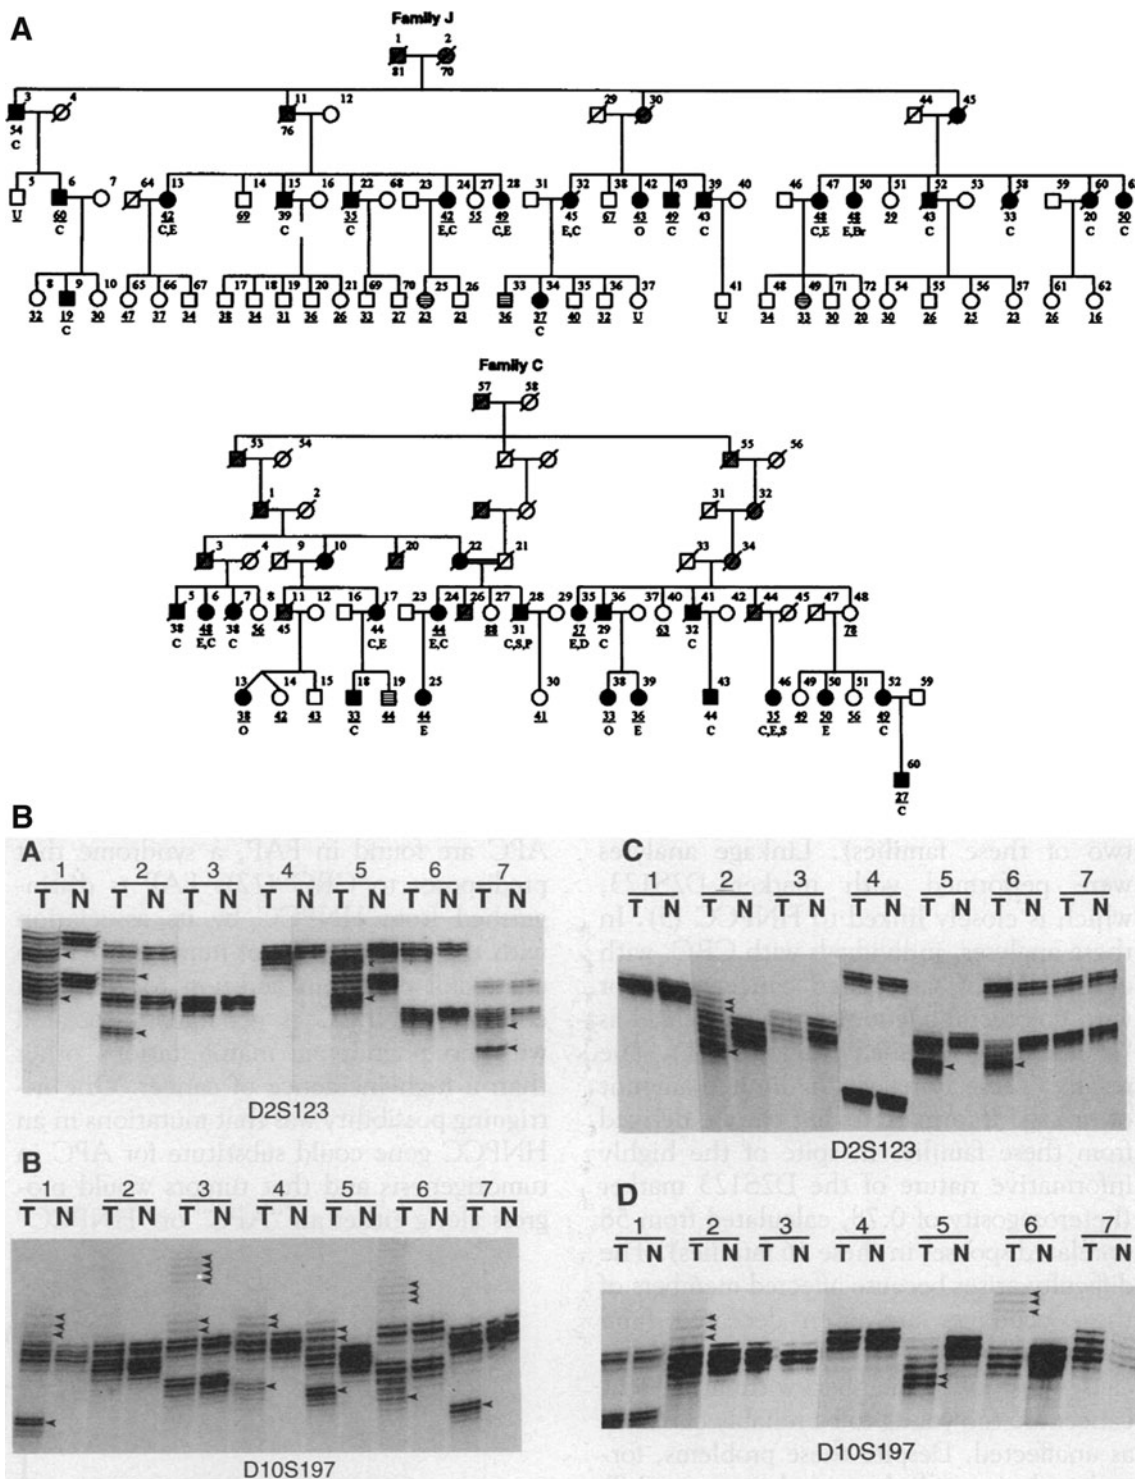 A
Family J
1 2
81 70
3 4 11 12 29 30 44 45
54 76
C
5 6 7 64 13 14 15 16 22 68 23 24 27 28 31 32 38 42 43 39 40 46 47 50 51 52 53 58 59 60
U 60 42 69 39 35 42 55 49 45 67 43 49 43 48 48 59 43 33 20 50
C C,E C C E,C C,E E,C O C C C,E E,Br C C C C
8 9 10 65 66 67 17 18 19 20 21 69 70 25 26 33 34 35 36 37 41 48 49 71 72 54 55 56 57 61 62
32 19 30 47 37 34 38 34 31 36 26 33 27 23 23 36 37 40 32 U U 34 33 30 20 30 26 25 23 26 16
C C
Family C
57 58
53 54 55 56
1 2 31 32
3 4 9 10 20 22 21 33 34
5 6 7 8 11 12 16 17 23 24 26 27 28 29 35 36 37 40 41 42 44 45 47 48
38 48 38 56 45 44 44 88 31 57 29 63 32 78
C E,C C C,E E,C C,S,P E,D C C
13 14 15 18 19 25 30 38 39 43 46 49 50 51 52 59
38 42 43 33 44 44 41 33 36 44 35 49 50 56 49
O C E O E C C,E,S E C
60
27
C
B
A
1 2 3 4 5 6 7
T N T N T N T N T N T N T N
D2S123
B
1 2 3 4 5 6 7
T N T N T N T N T N T N T N
D10S197
C
1 2 3 4 5 6 7
T N T N T N T N T N T N T N
D2S123
D
1 2 3 4 5 6 7
T N T N T N T N T N T N T N
D10S197